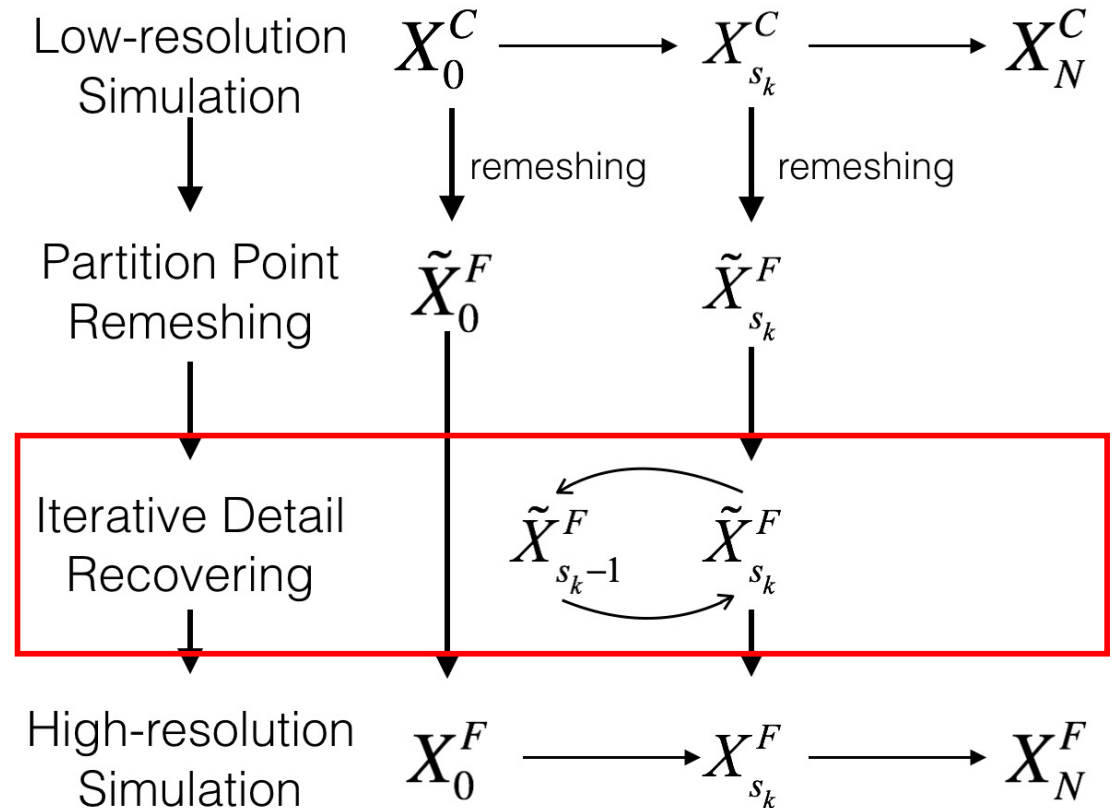 Low-resolution
Simulation
X_0^C → X_{s_k}^C → X_N^C
remeshing
remeshing
Partition Point
Remeshing
X̃_0^F X̃_{s_k}^F
Iterative Detail
Recovering
X̃_{s_k-1}^F X̃_{s_k}^F
High-resolution
Simulation
X_0^F → X_{s_k}^F → X_N^F